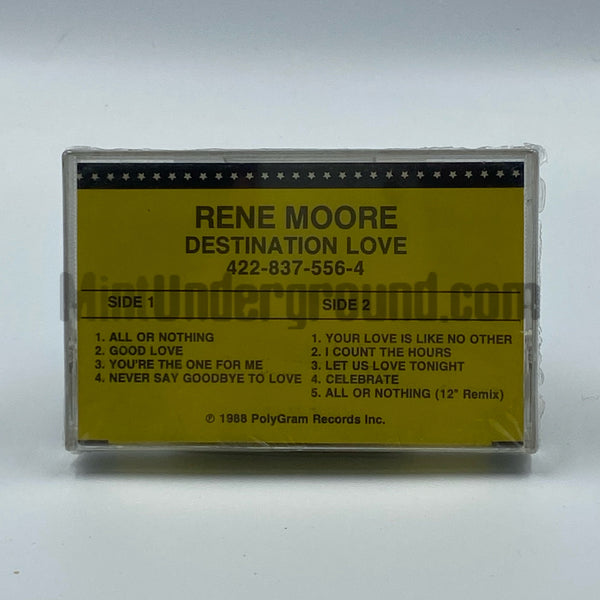 RENE MOORE
DESTINATION LOVE
422-837-556-4
MintUnderground.com
SIDE 1
1. ALL OR NOTHING
2. GOOD LOVE
3. YOU'RE THE ONE FOR ME
4. NEVER SAY GOODBYE TO LOVE
SIDE 2
1. YOUR LOVE IS LIKE NO OTHER
2. I COUNT THE HOURS
3. LET US LOVE TONIGHT
4. CELEBRATE
5. ALL OR NOTHING (12" Remix)
℗ 1988 PolyGram Records Inc.